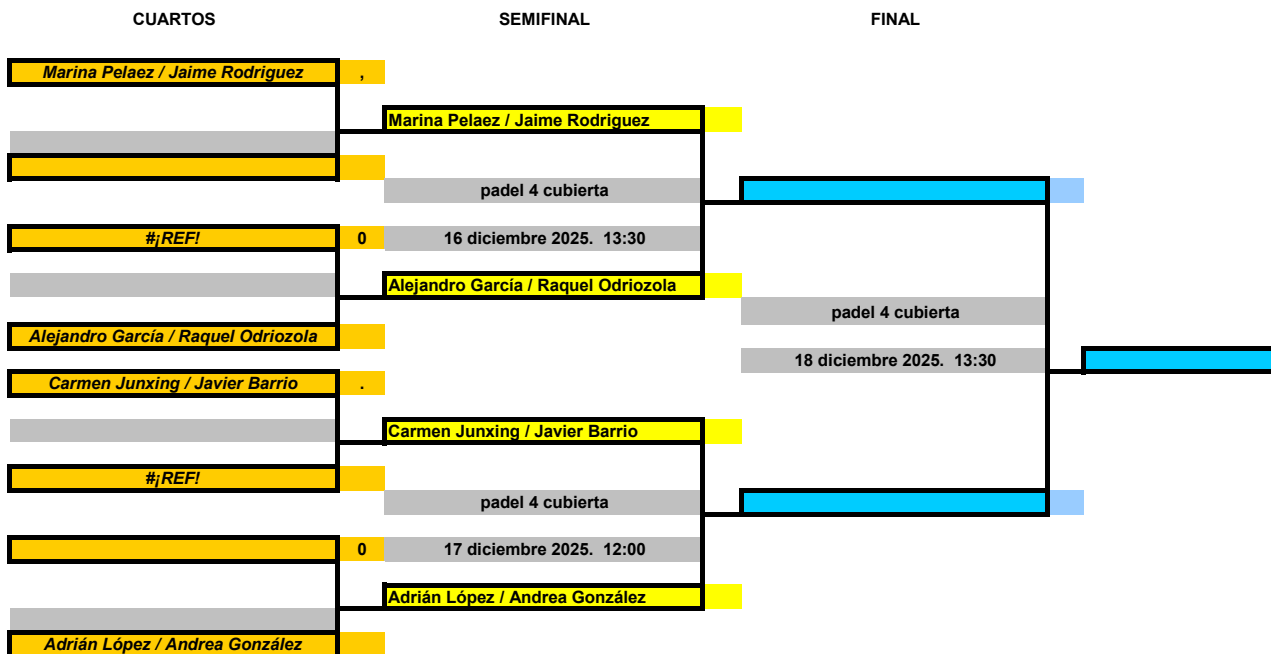 CUARTOS SEMIFINAL FINAL
Marina Pelaez / Jaime Rodriguez ,
Marina Pelaez / Jaime Rodriguez
padel 4 cubierta
#¡REF! 0 16 diciembre 2025. 13:30
Alejandro García / Raquel Odriozola
padel 4 cubierta
Alejandro García / Raquel Odriozola
18 diciembre 2025. 13:30
Carmen Junxing / Javier Barrio .
Carmen Junxing / Javier Barrio
#¡REF!
padel 4 cubierta
0 17 diciembre 2025. 12:00
Adrián López / Andrea González
Adrián López / Andrea González